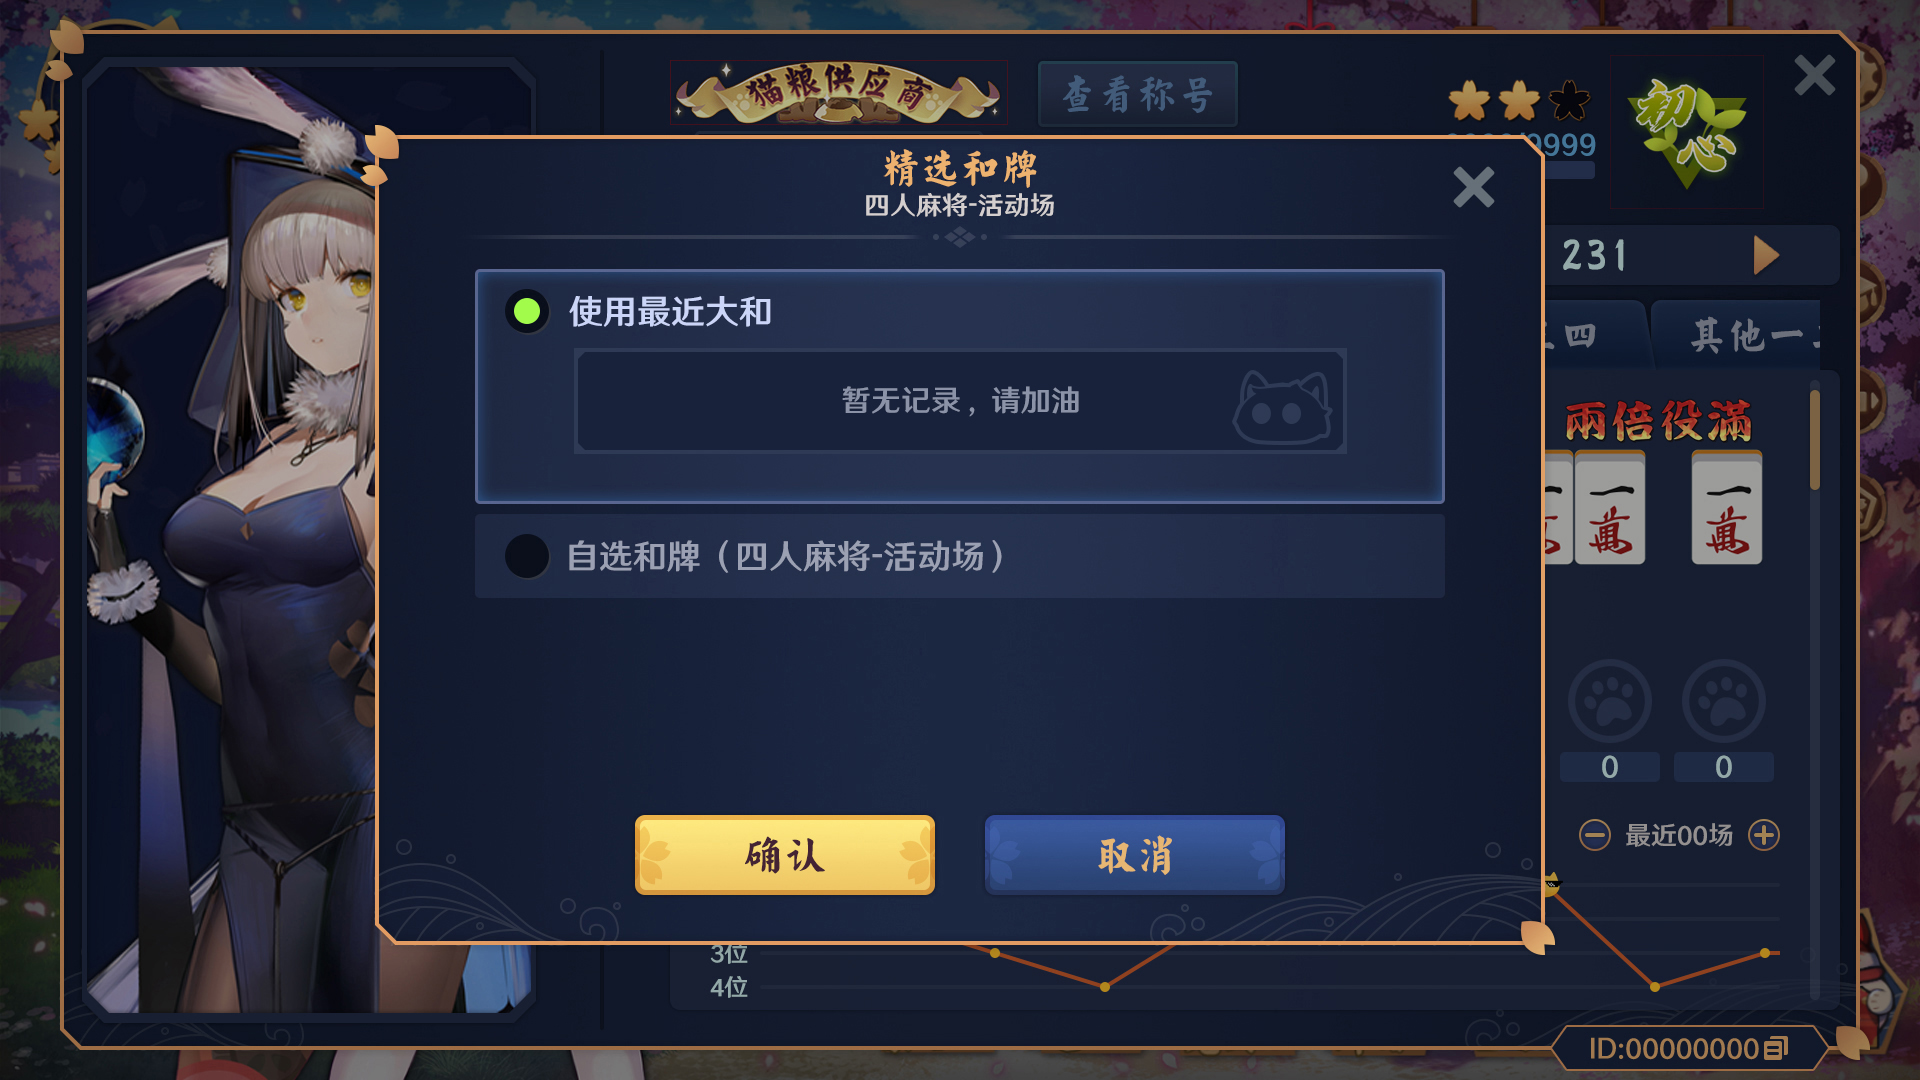 猫粮供应商
查看称号
初心
9999
精选和牌
四人麻将-活动场
231
使用最近大和
四
其他一
暂无记录，请加油
兩倍役滿
一萬
一萬
自选和牌（四人麻将-活动场）
0
0
最近00场
确认
取消
3位
4位
ID:00000000